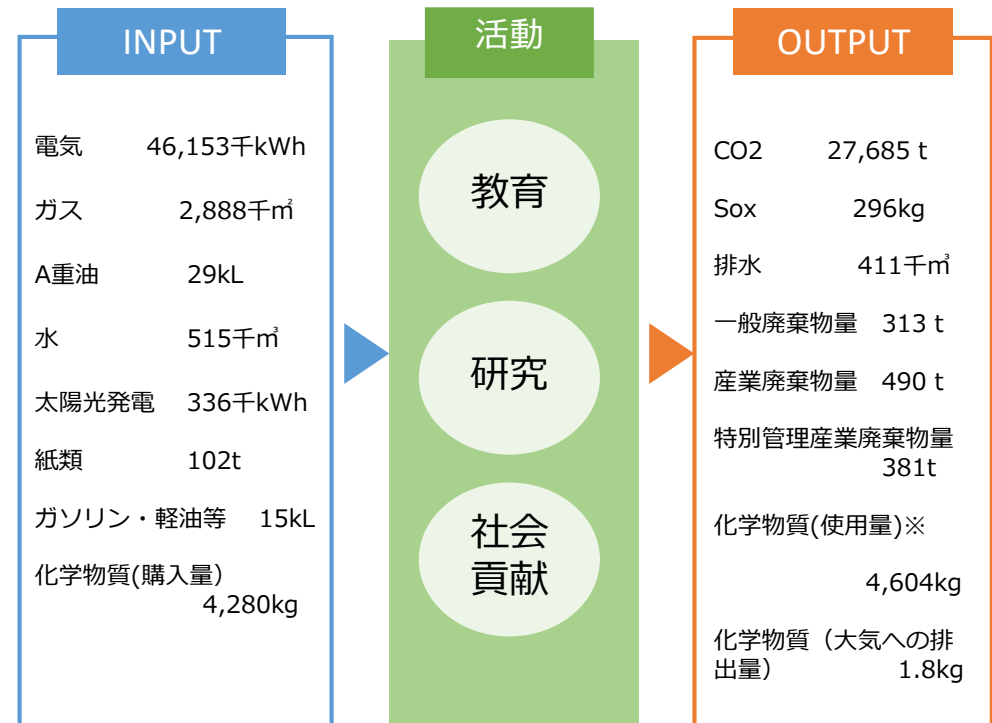 INPUT
電気 46,153千kWh
ガス 2,888千㎥
A重油 29kL
水 515千㎥
太陽光発電 336千kWh
紙類 102t
ガソリン・軽油等 15kL
化学物質(購入量)
4,280kg
活動
教育
研究
社会
貢献
OUTPUT
CO2 27,685 t
Sox 296kg
排水 411千㎥
一般廃棄物量 313 t
産業廃棄物量 490 t
特別管理産業廃棄物量
381t
化学物質(使用量)※
4,604kg
化学物質（大気への排
出量） 1.8kg